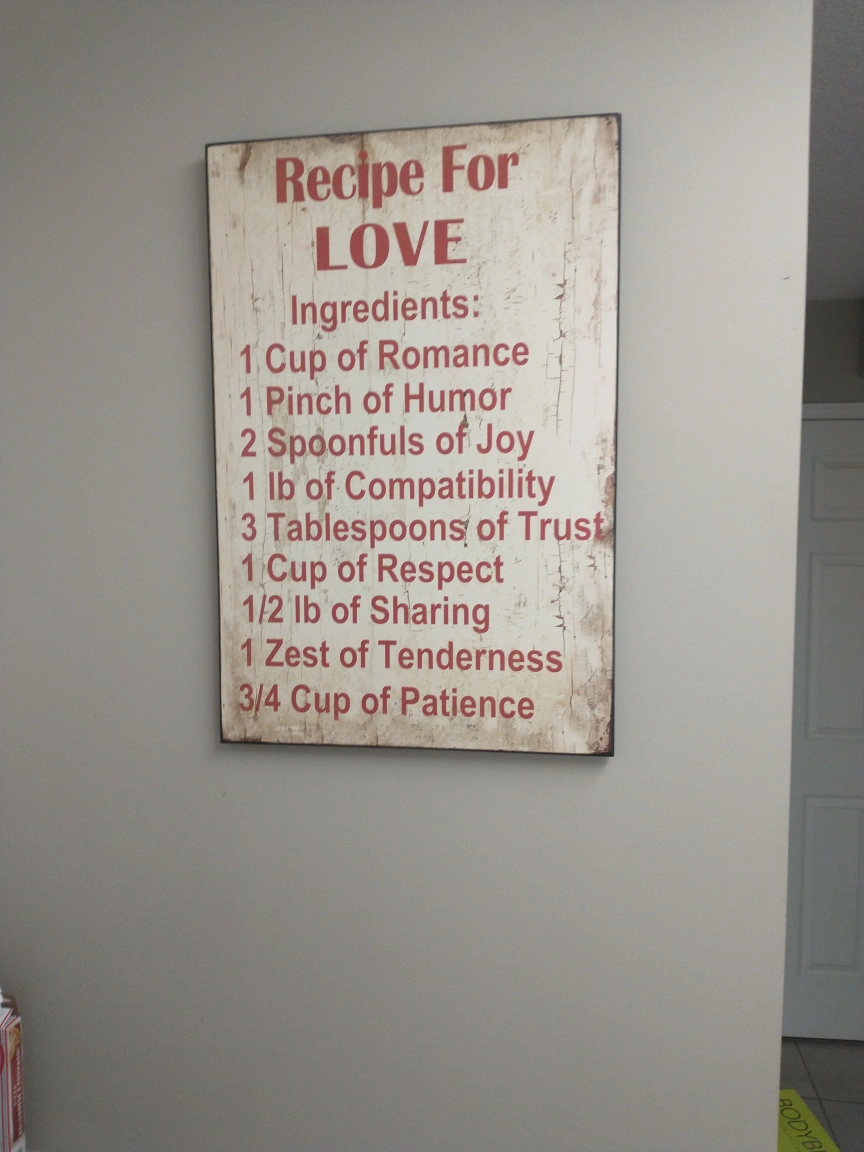 Recipe For
LOVE
Ingredients:
1 Cup of Romance
1 Pinch of Humor
2 Spoonfuls of Joy
1 lb of Compatibility
3 Tablespoons of Trust
1 Cup of Respect
1/2 lb of Sharing
1 Zest of Tenderness
3/4 Cup of Patience